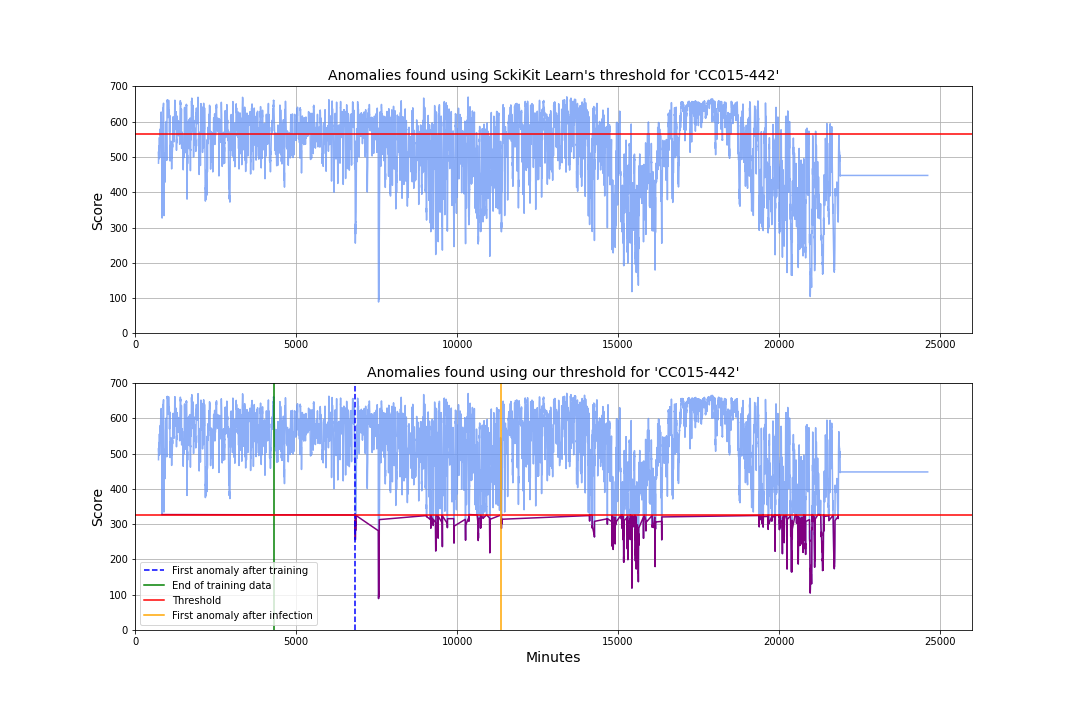 Anomalies found using SckiKit Learn's threshold for 'CC015-442'
700
600
500
400
300
200
100
0
Score
0 5000 10000 15000 20000 25000
Anomalies found using our threshold for 'CC015-442'
700
600
500
400
300
200
100
0
Score
First anomaly after training
End of training data
Threshold
First anomaly after infection
0 5000 10000 15000 20000 25000
Minutes